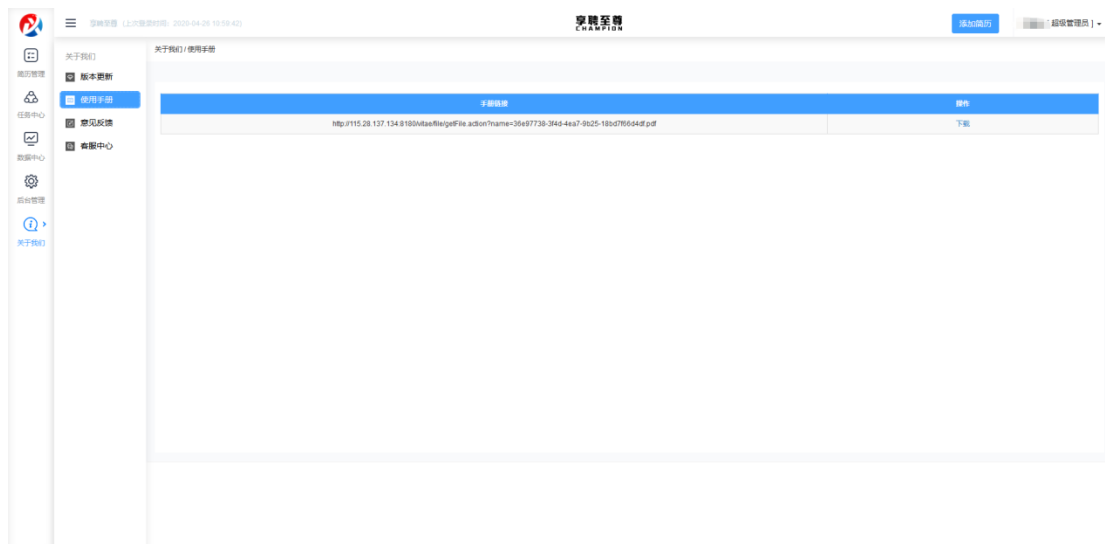 享聘至尊 (上次登录时间: 2020-04-26 10:59:42)
享聘至尊
CHAMPION
添加简历
超级管理员 ]
简历管理
任务中心
数据中心
后台管理
关于我们
关于我们
版本更新
使用手册
意见反馈
客服中心
关于我们 / 使用手册
手册链接 操作
http://115.28.137.134:8180/vitae/file/getFile.action?name=36e97738-3f4d-4ea7-9b25-18bd7f66d4df.pdf 下载